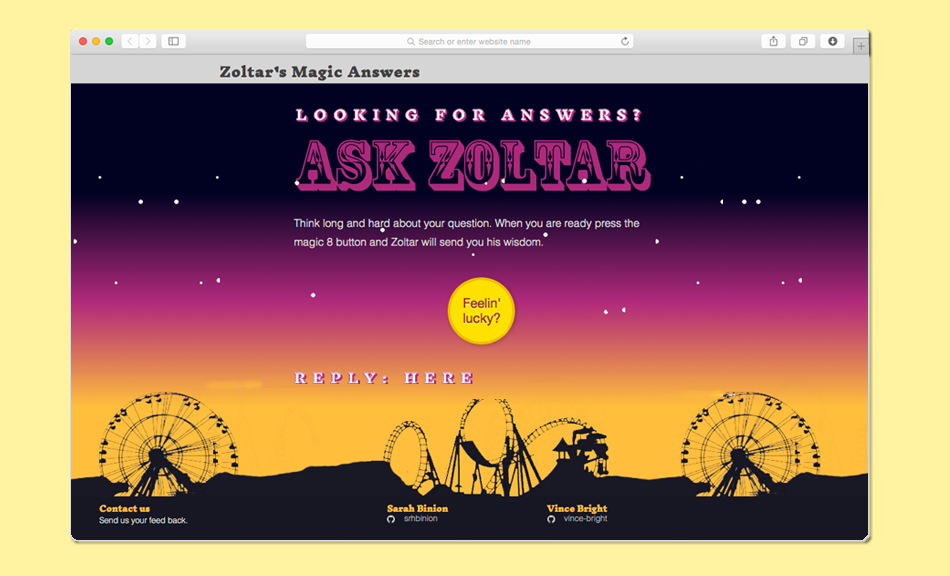 Search or enter website name
Zoltar's Magic Answers
LOOKING FOR ANSWERS?
ASK ZOLTAR
Think long and hard about your question. When you are ready press the
magic 8 button and Zoltar will send you his wisdom.
Feelin'
lucky?
REPLY: HERE
Contact us
Send us your feed back.
Sarah Binion
srhbinion
Vince Bright
vince-bright